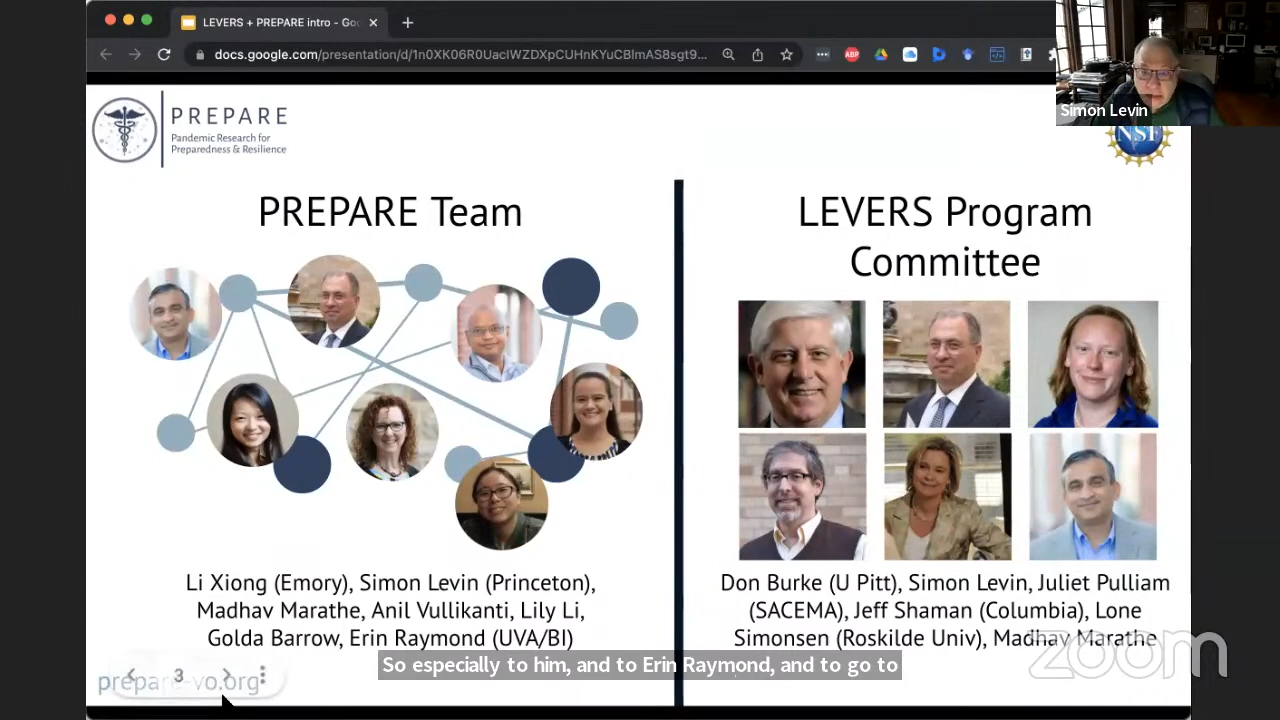 LEVERS + PREPARE intro - Goo
docs.google.com/presentation/d/1n0XK06R0UacIWZDXpCUHnKYuCBlmAS8sgt9...
ABP
Simon Levin
PREPARE
Pandemic Research for
Preparedness & Resilience
NSF
PREPARE Team
LEVERS Program
Committee
Li Xiong (Emory), Simon Levin (Princeton),
Madhav Marathe, Anil Vullikanti, Lily Li,
Golda Barrow, Erin Raymond (UVA/BI)
Don Burke (U Pitt), Simon Levin, Juliet Pulliam
(SACEMA), Jeff Shaman (Columbia), Lone
Simonsen (Roskilde Univ), Madhav Marathe
zoom
So especially to him, and to Erin Raymond, and to go to
3
prepare-vo.org